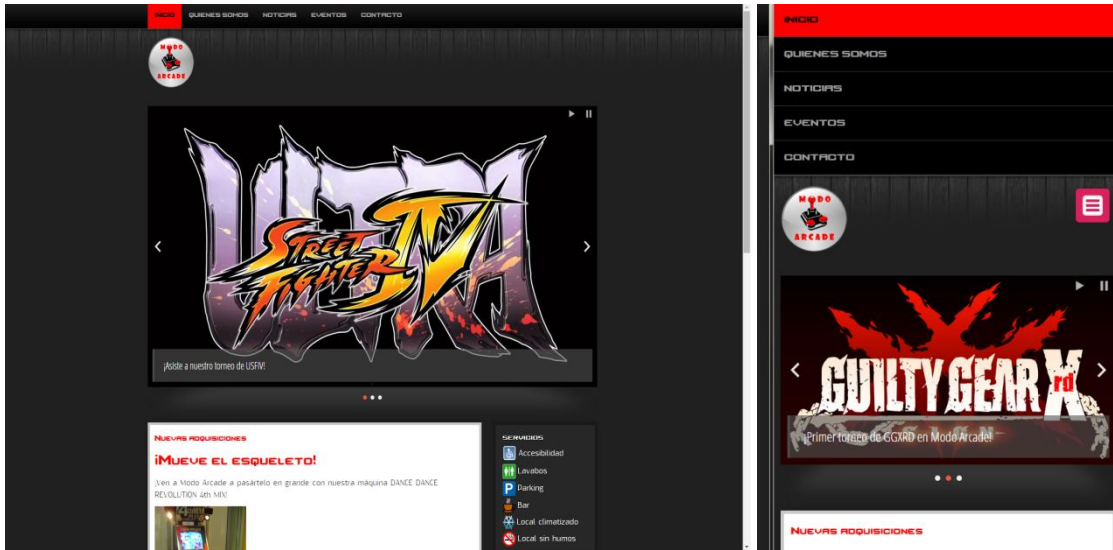 INICIO QUIENES SOMOS NOTICIAS EVENTOS CONTACTO
MODO
ARCADE
ULTRA
STREET
FIGHTER
IV
¡Asiste a nuestro torneo de USFIV!
NUEVAS ADQUISICIONES
¡MUEVE EL ESQUELETO!
¡Ven a Modo Arcade a pasártelo en grande con nuestra máquina DANCE DANCE
REVOLUTION 4th MIX!
SERVICIOS
Accesibilidad
Lavabos
Parking
Bar
Local climatizado
Local sin humos
INICIO
QUIENES SOMOS
NOTICIAS
EVENTOS
CONTACTO
MODO
ARCADE
GUILTY GEAR Xrd
SIGN
¡Primer torneo de GGXRD en Modo Arcade!
NUEVAS ADQUISICIONES